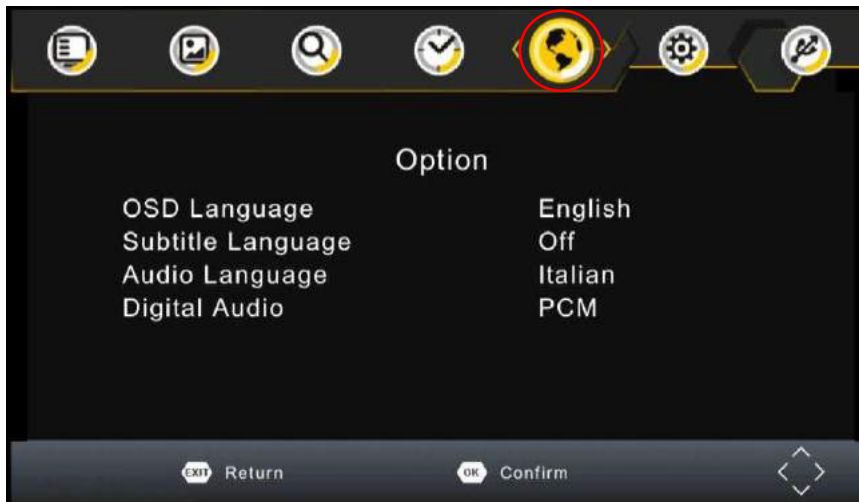 Option
OSD Language English
Subtitle Language Off
Audio Language Italian
Digital Audio PCM
EXIT Return OK Confirm